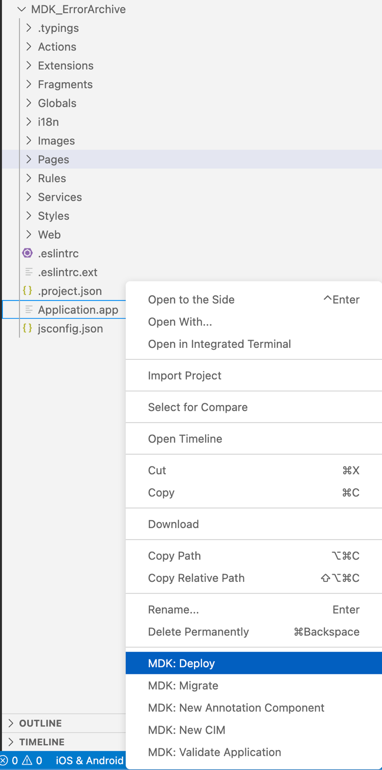 MDK_ErrorArchive
.typings
Actions
Extensions
Fragments
Globals
i18n
Images
Pages
Rules
Services
Styles
Web
.eslintrc
.eslintrc.ext
{} .project.json
Application.app
{} jsconfig.json
Open to the Side ^Enter
Open With...
Open in Integrated Terminal
Import Project
Select for Compare
Open Timeline
Cut ⌘X
Copy ⌘C
Download
Copy Path ⌥⌘C
Copy Relative Path ⇧⌥⌘C
Rename... Enter
Delete Permanently ⌘Backspace
MDK: Deploy
MDK: Migrate
MDK: New Annotation Component
MDK: New CIM
MDK: Validate Application
OUTLINE
TIMELINE
0 0 iOS & Android